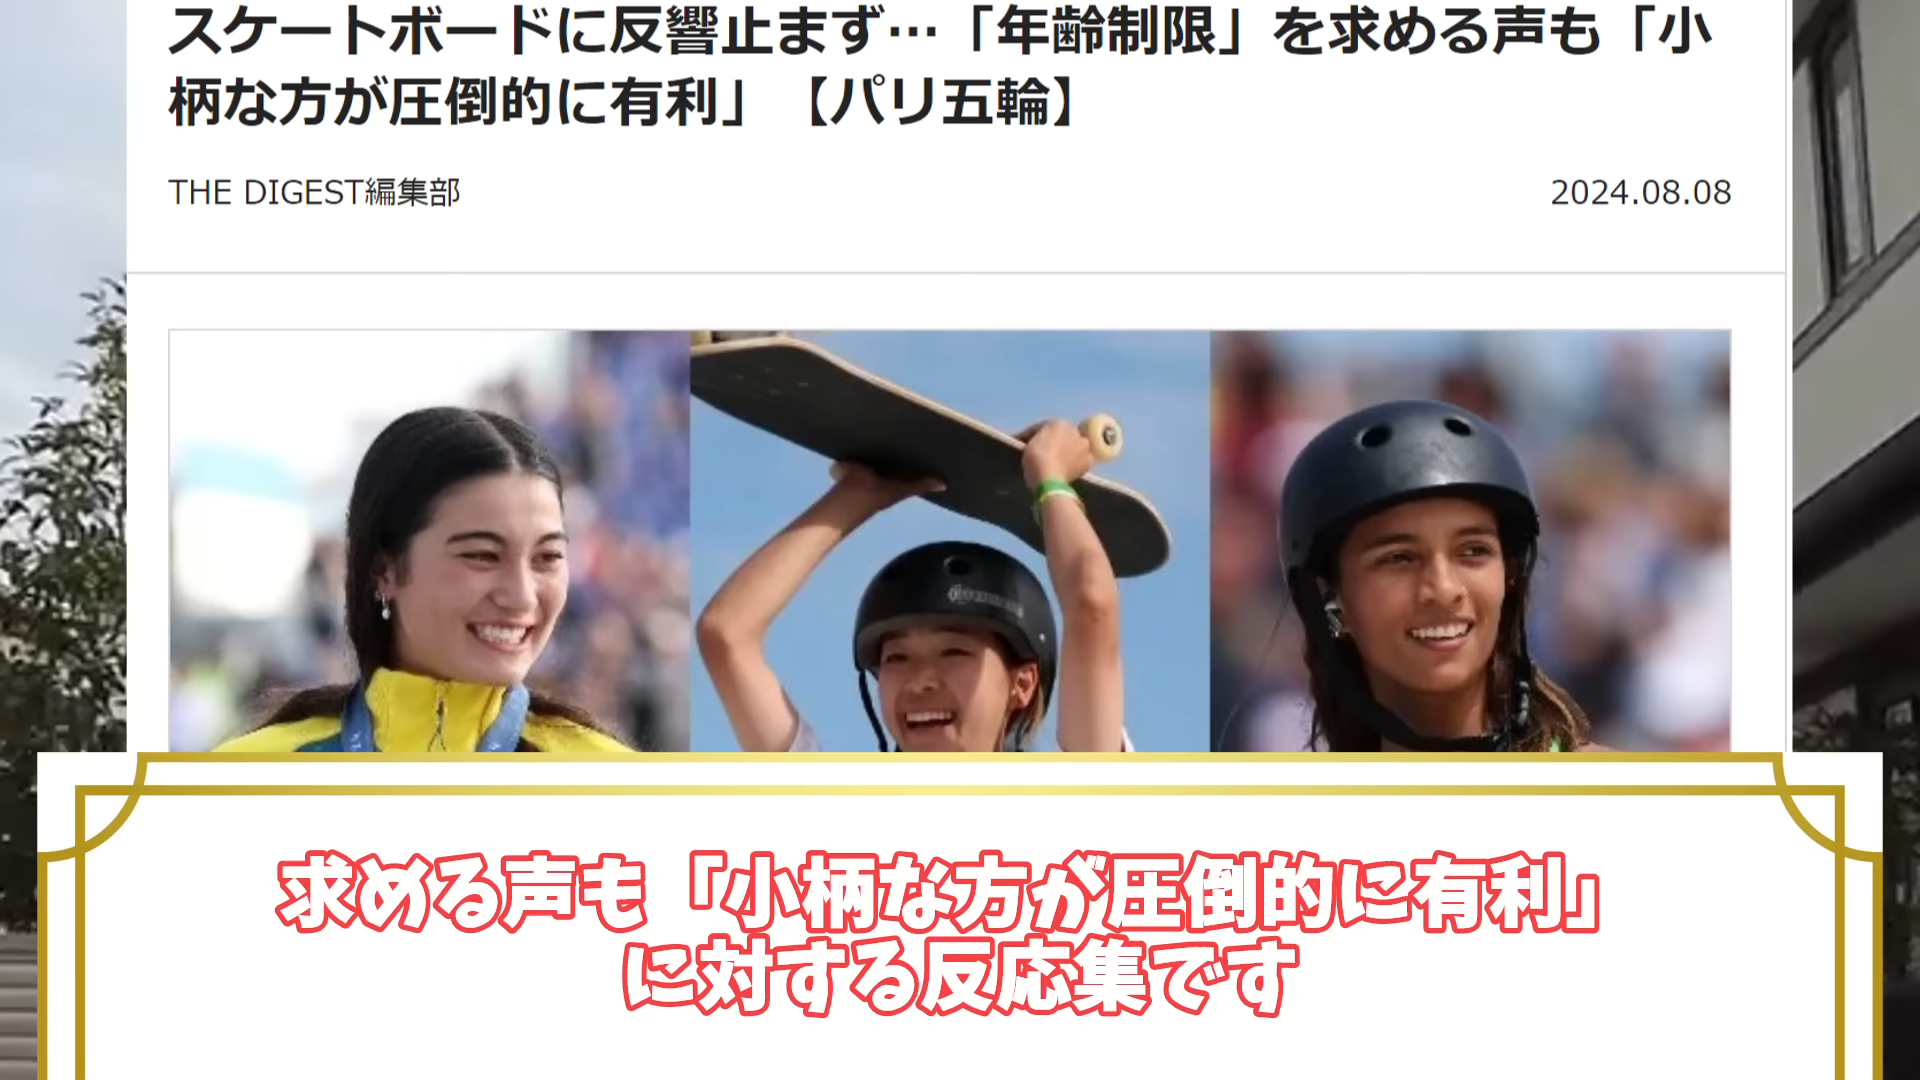 スケートボードに反響止まず…「年齢制限」を求める声も「小
柄な方が圧倒的に有利」【パリ五輪】
THE DIGEST編集部
2024.08.08
求める声も「小柄な方が圧倒的に有利」
に対する反応集です